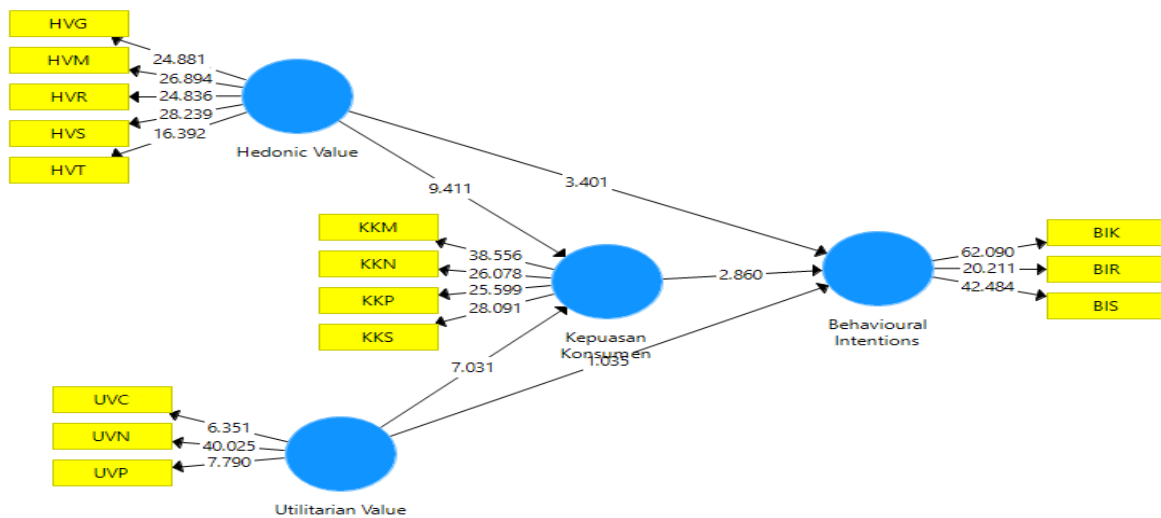 HVG
HVM
HVR
HVS
HVT
24.881
26.894
24.836
28.239
16.392
Hedonic Value
9.411
3.401
KKM
KKN
KKP
KKS
38.556
26.078
25.599
28.091
Kepuasan
Konsumen
2.860
7.031
1.035
Behavioural
Intentions
62.090
20.211
42.484
BIK
BIR
BIS
UVC
UVN
UVP
6.351
40.025
7.790
Utilitarian Value